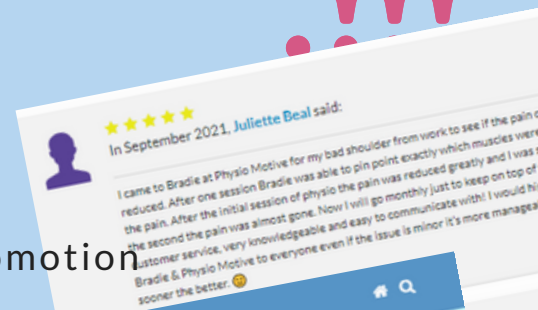 In September 2021, Juliette Beal said:
I came to Bradie at Physio Motive for my bad shoulder from work to see if the pain
reduced. After one session Bradie was able to pin point exactly which muscles were
the pain. After the initial session of physio the pain was reduced greatly and I was
the second the pain was almost gone. Now I will go monthly just to keep on top of
customer service, very knowledgeable and easy to communicate with! I would
Bradie & Physio Motive to everyone even if the issue is minor it's more
sooner the better.
motion